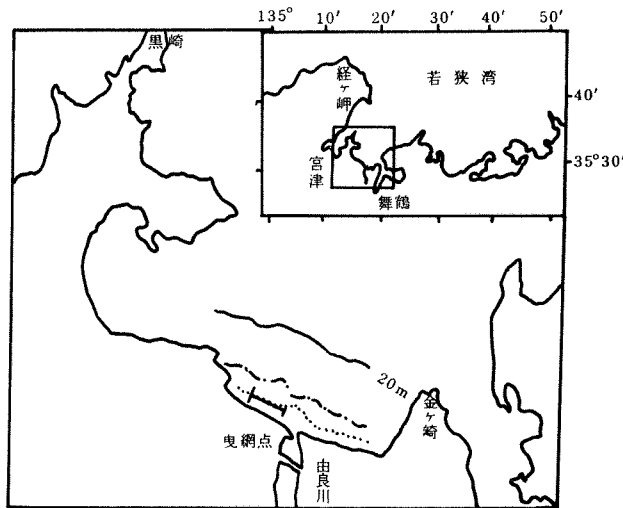 135° 10′ 20′ 30′ 40′ 50′
黒崎
経ヶ岬
若狭湾
40′
35°30′
宮津
舞鶴
20m
金ヶ崎
曳網点
由良川